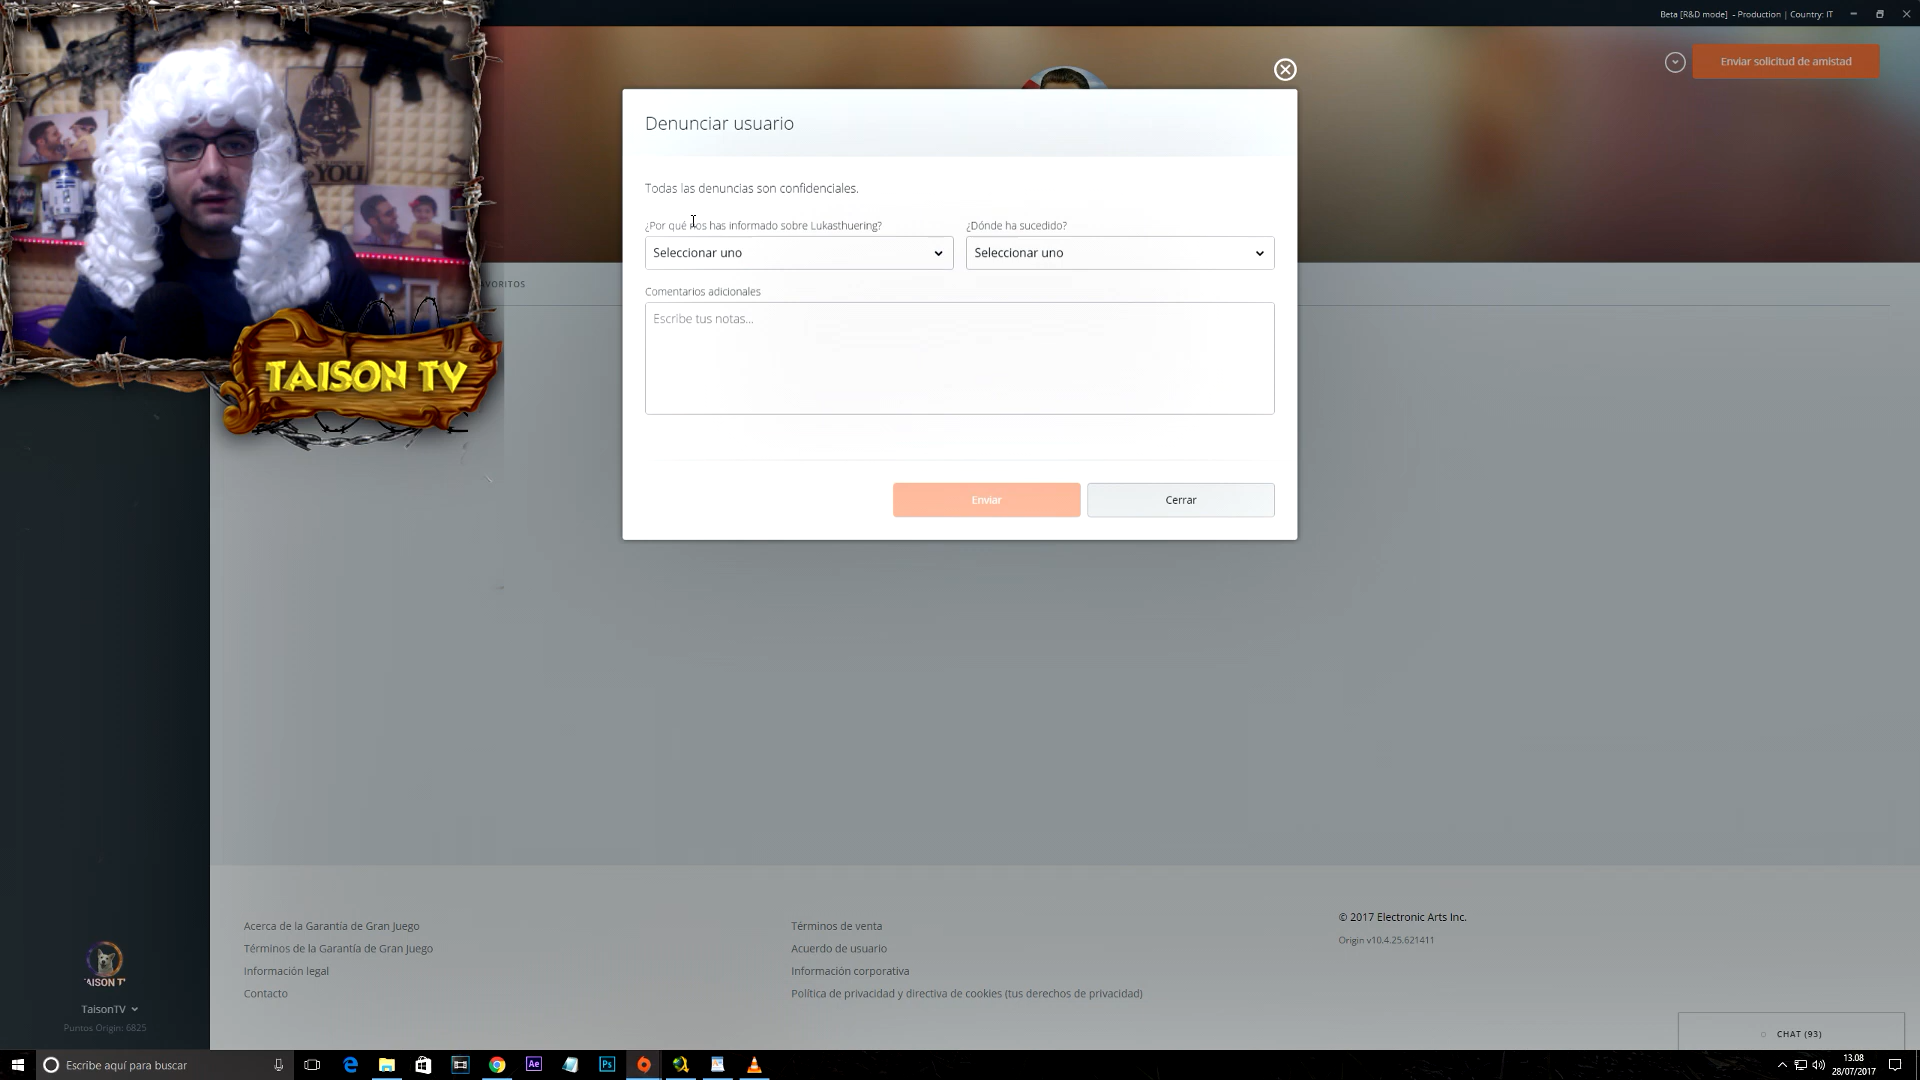 Beta [R&D mode] - Production | Country: IT
Enviar solicitud de amistad
YOU
TAISON TV
Denunciar usuario
Todas las denuncias son confidenciales.
¿Por qué nos has informado sobre Lukasthuering?
¿Dónde ha sucedido?
Seleccionar uno
Seleccionar uno
Comentarios adicionales
Escribe tus notas...
Enviar
Cerrar
Acerca de la Garantía de Gran Juego
Términos de la Garantía de Gran Juego
Información legal
Contacto
Términos de venta
Acuerdo de usuario
Información corporativa
Política de privacidad y directiva de cookies (tus derechos de privacidad)
© 2017 Electronic Arts Inc.
Origin v10.4.25.621411
TaisonTV
Puntos Origin: 6825
CHAT (93)
Escribe aquí para buscar
Ae
Ps
13.08
28/07/2017